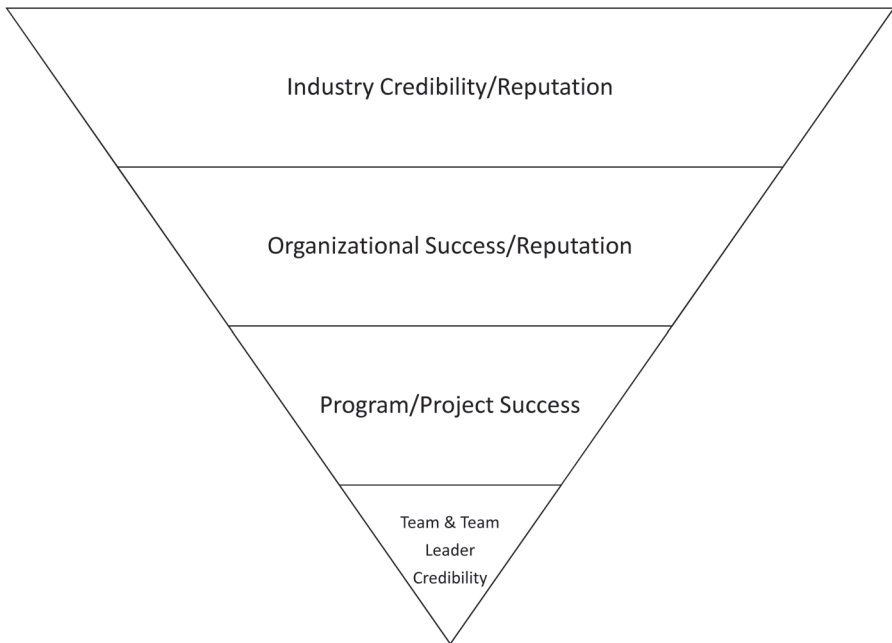 Industry Credibility/Reputation
Organizational Success/Reputation
Program/Project Success
Team & Team
Leader
Credibility